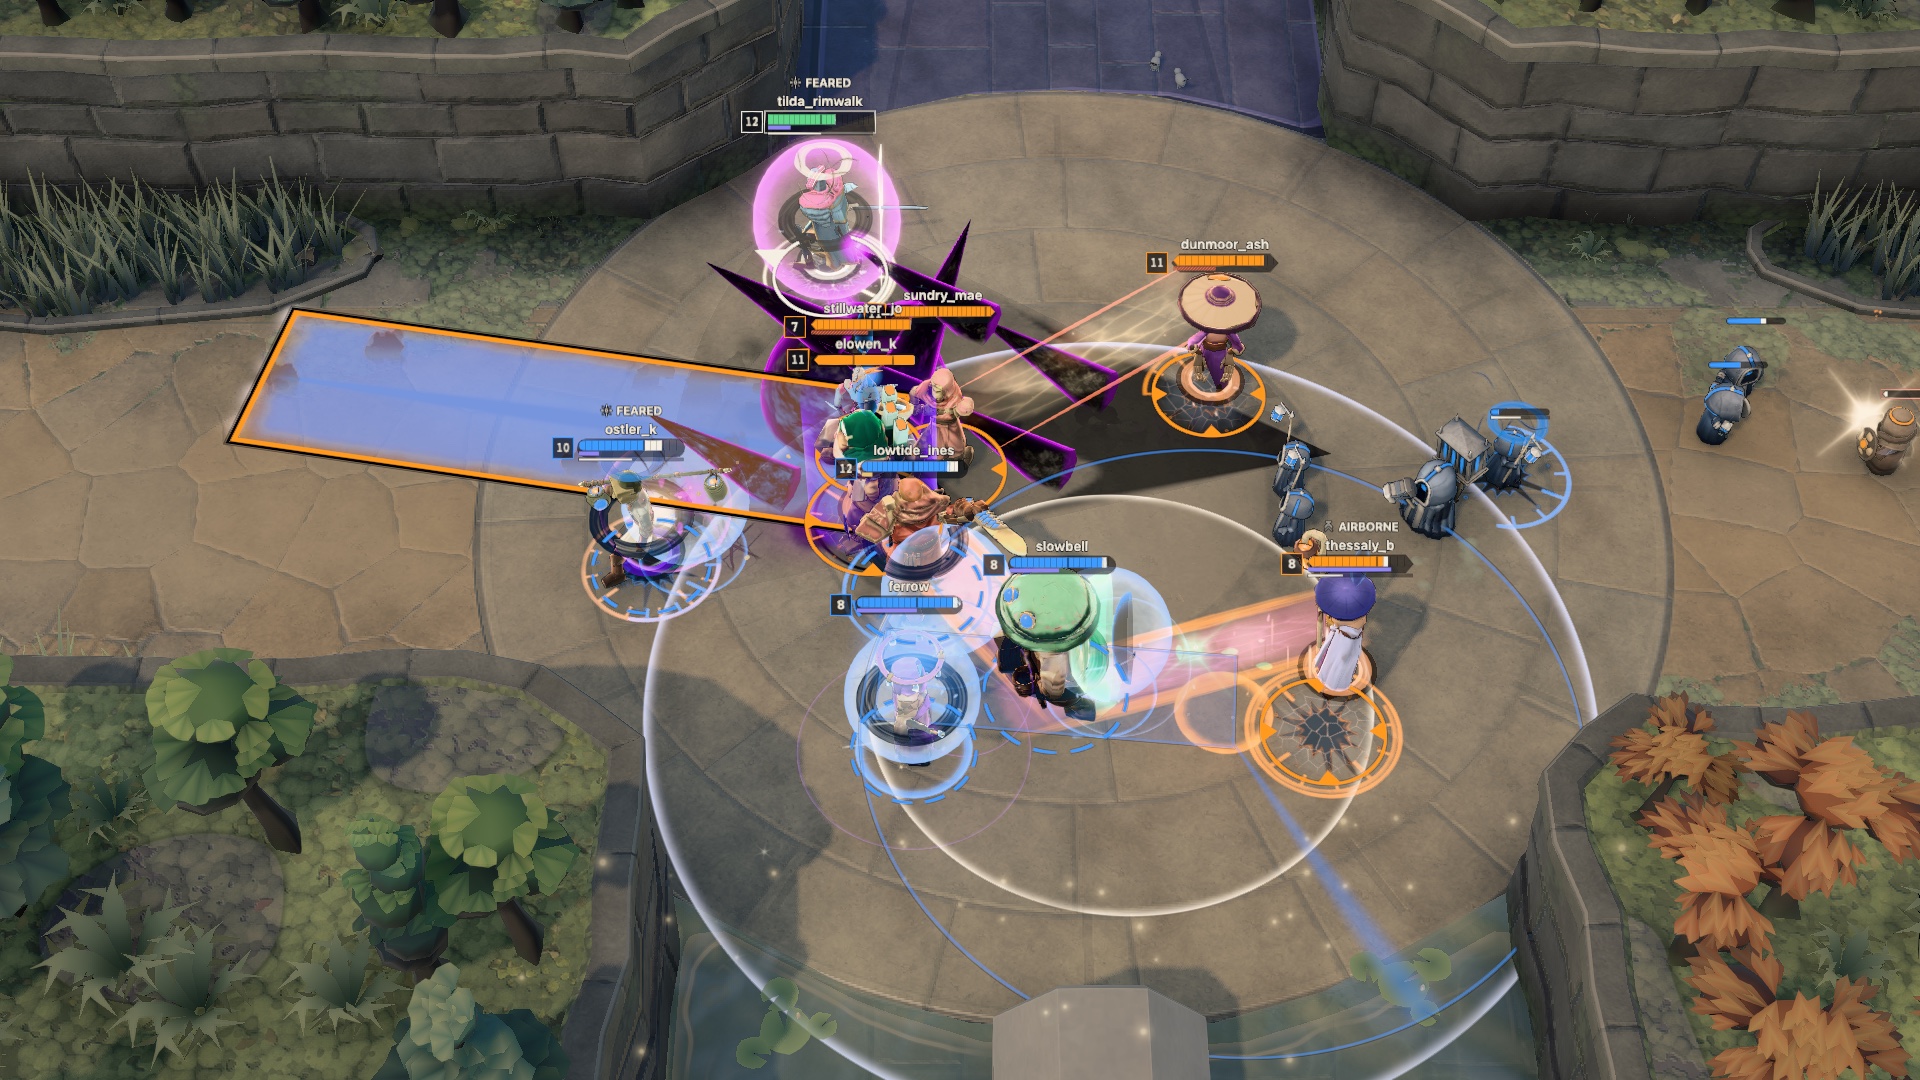 FEARED
tilda_rimwalk
12
dunmoor_ash
11
sundry_mae
stillwater_jo
7
elowen_k
11
FEARED
ostler_k
10
lowtide_ines
12
AIRBORNE
thessaly_b
8
slowbell
8
ferrow
8